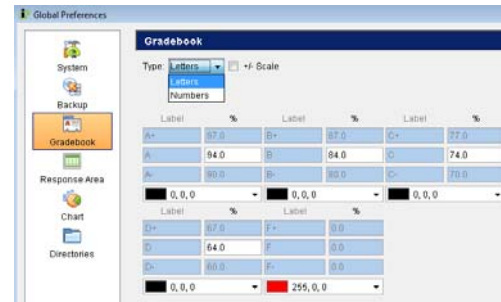 Global Preferences
System
Backup
Gradebook
Response Area
Chart
Directories
Gradebook
Type: Letters +/- Scale
Letters
Numbers
Label % Label % Label %
A+ 97.0 B+ 87.0 C+ 77.0
A 94.0 B 84.0 C 74.0
A- 90.0 B- 80.0 C- 70.0
0, 0, 0 0, 0, 0 0, 0, 0
Label % Label %
D+ 67.0 F+ 0.0
D 64.0 F 0.0
D- 60.0 F- 0.0
0, 0, 0 255, 0, 0